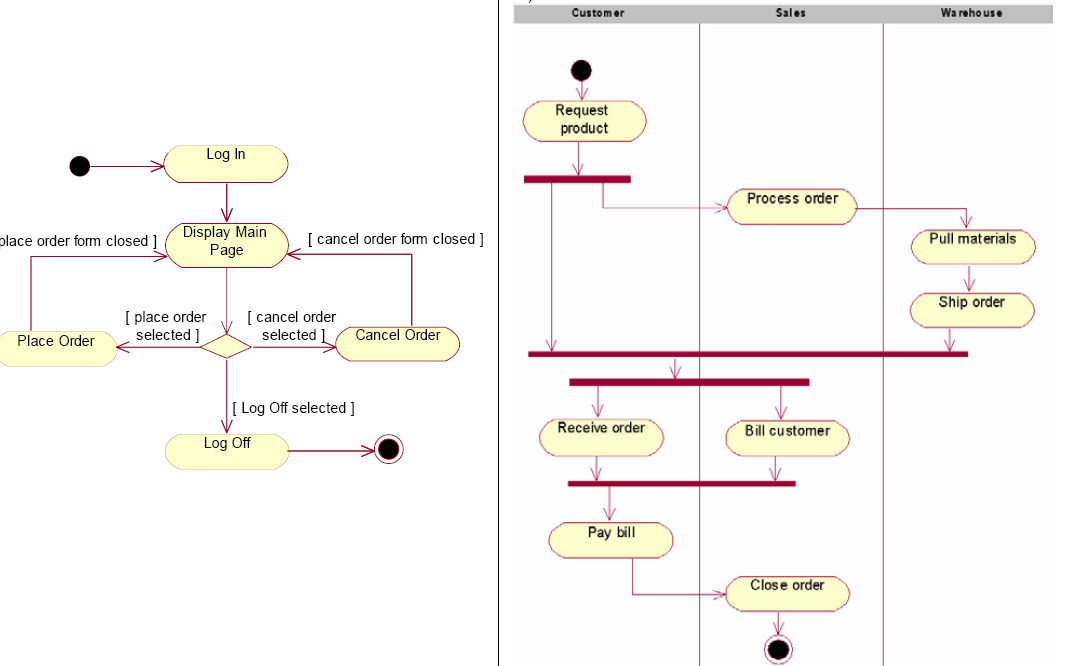 Log In
Display Main
Page
place order form closed ]
[ cancel order form closed ]
[ place order
selected ]
[ cancel order
selected ]
Place Order
Cancel Order
[ Log Off selected ]
Log Off
Customer
Sales
Warehouse
Request
product
Process order
Pull materials
Ship order
Receive order
Bill customer
Pay bill
Close order